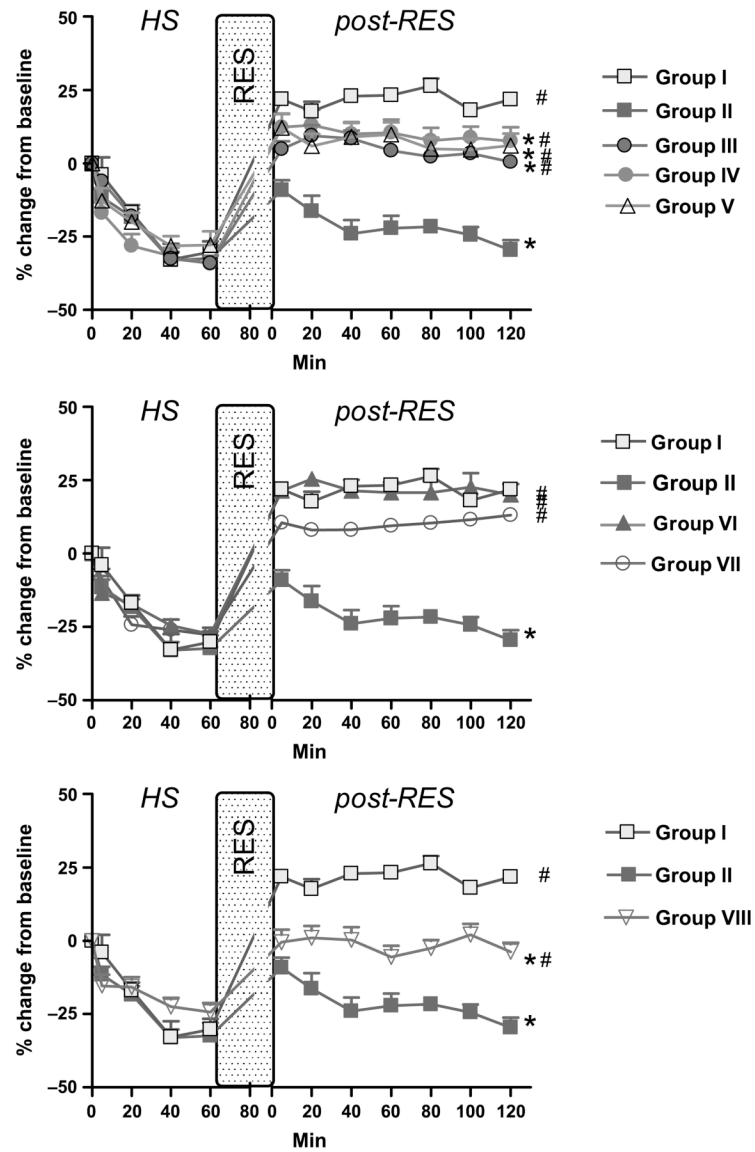 HS post-RES
RES
% change from baseline
50
25
0
–25
–50
0 20 40 60 80 0 20 40 60 80 100 120
Min
#
*#
*#
*#
*
Group I
Group II
Group III
Group IV
Group V
HS post-RES
RES
% change from baseline
50
25
0
–25
–50
0 20 40 60 80 0 20 40 60 80 100 120
Min
#
#
#
*
Group I
Group II
Group VI
Group VII
HS post-RES
RES
% change from baseline
50
25
0
–25
–50
0 20 40 60 80 0 20 40 60 80 100 120
Min
#
*#
*
Group I
Group II
Group VIII